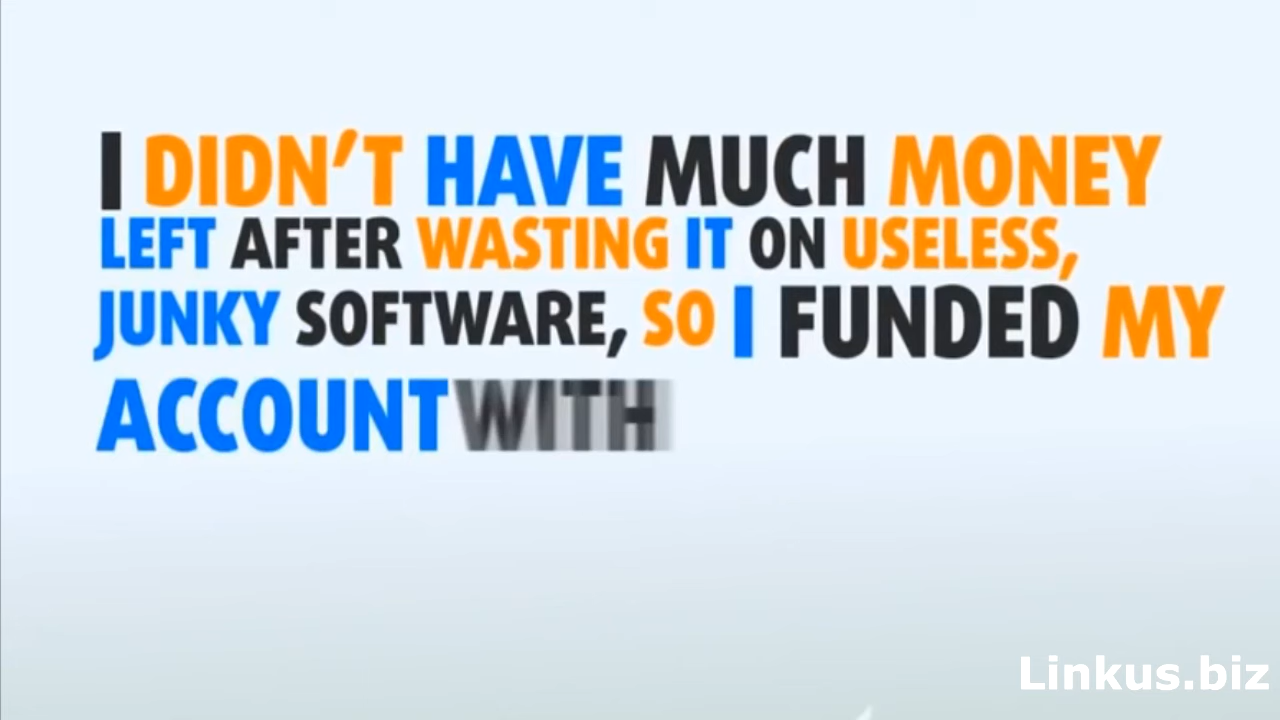 I DIDN'T HAVE MUCH MONEY
LEFT AFTER WASTING IT ON USELESS,
JUNKY SOFTWARE, SO I FUNDED MY
ACCOUNT WITH
Linkus.biz